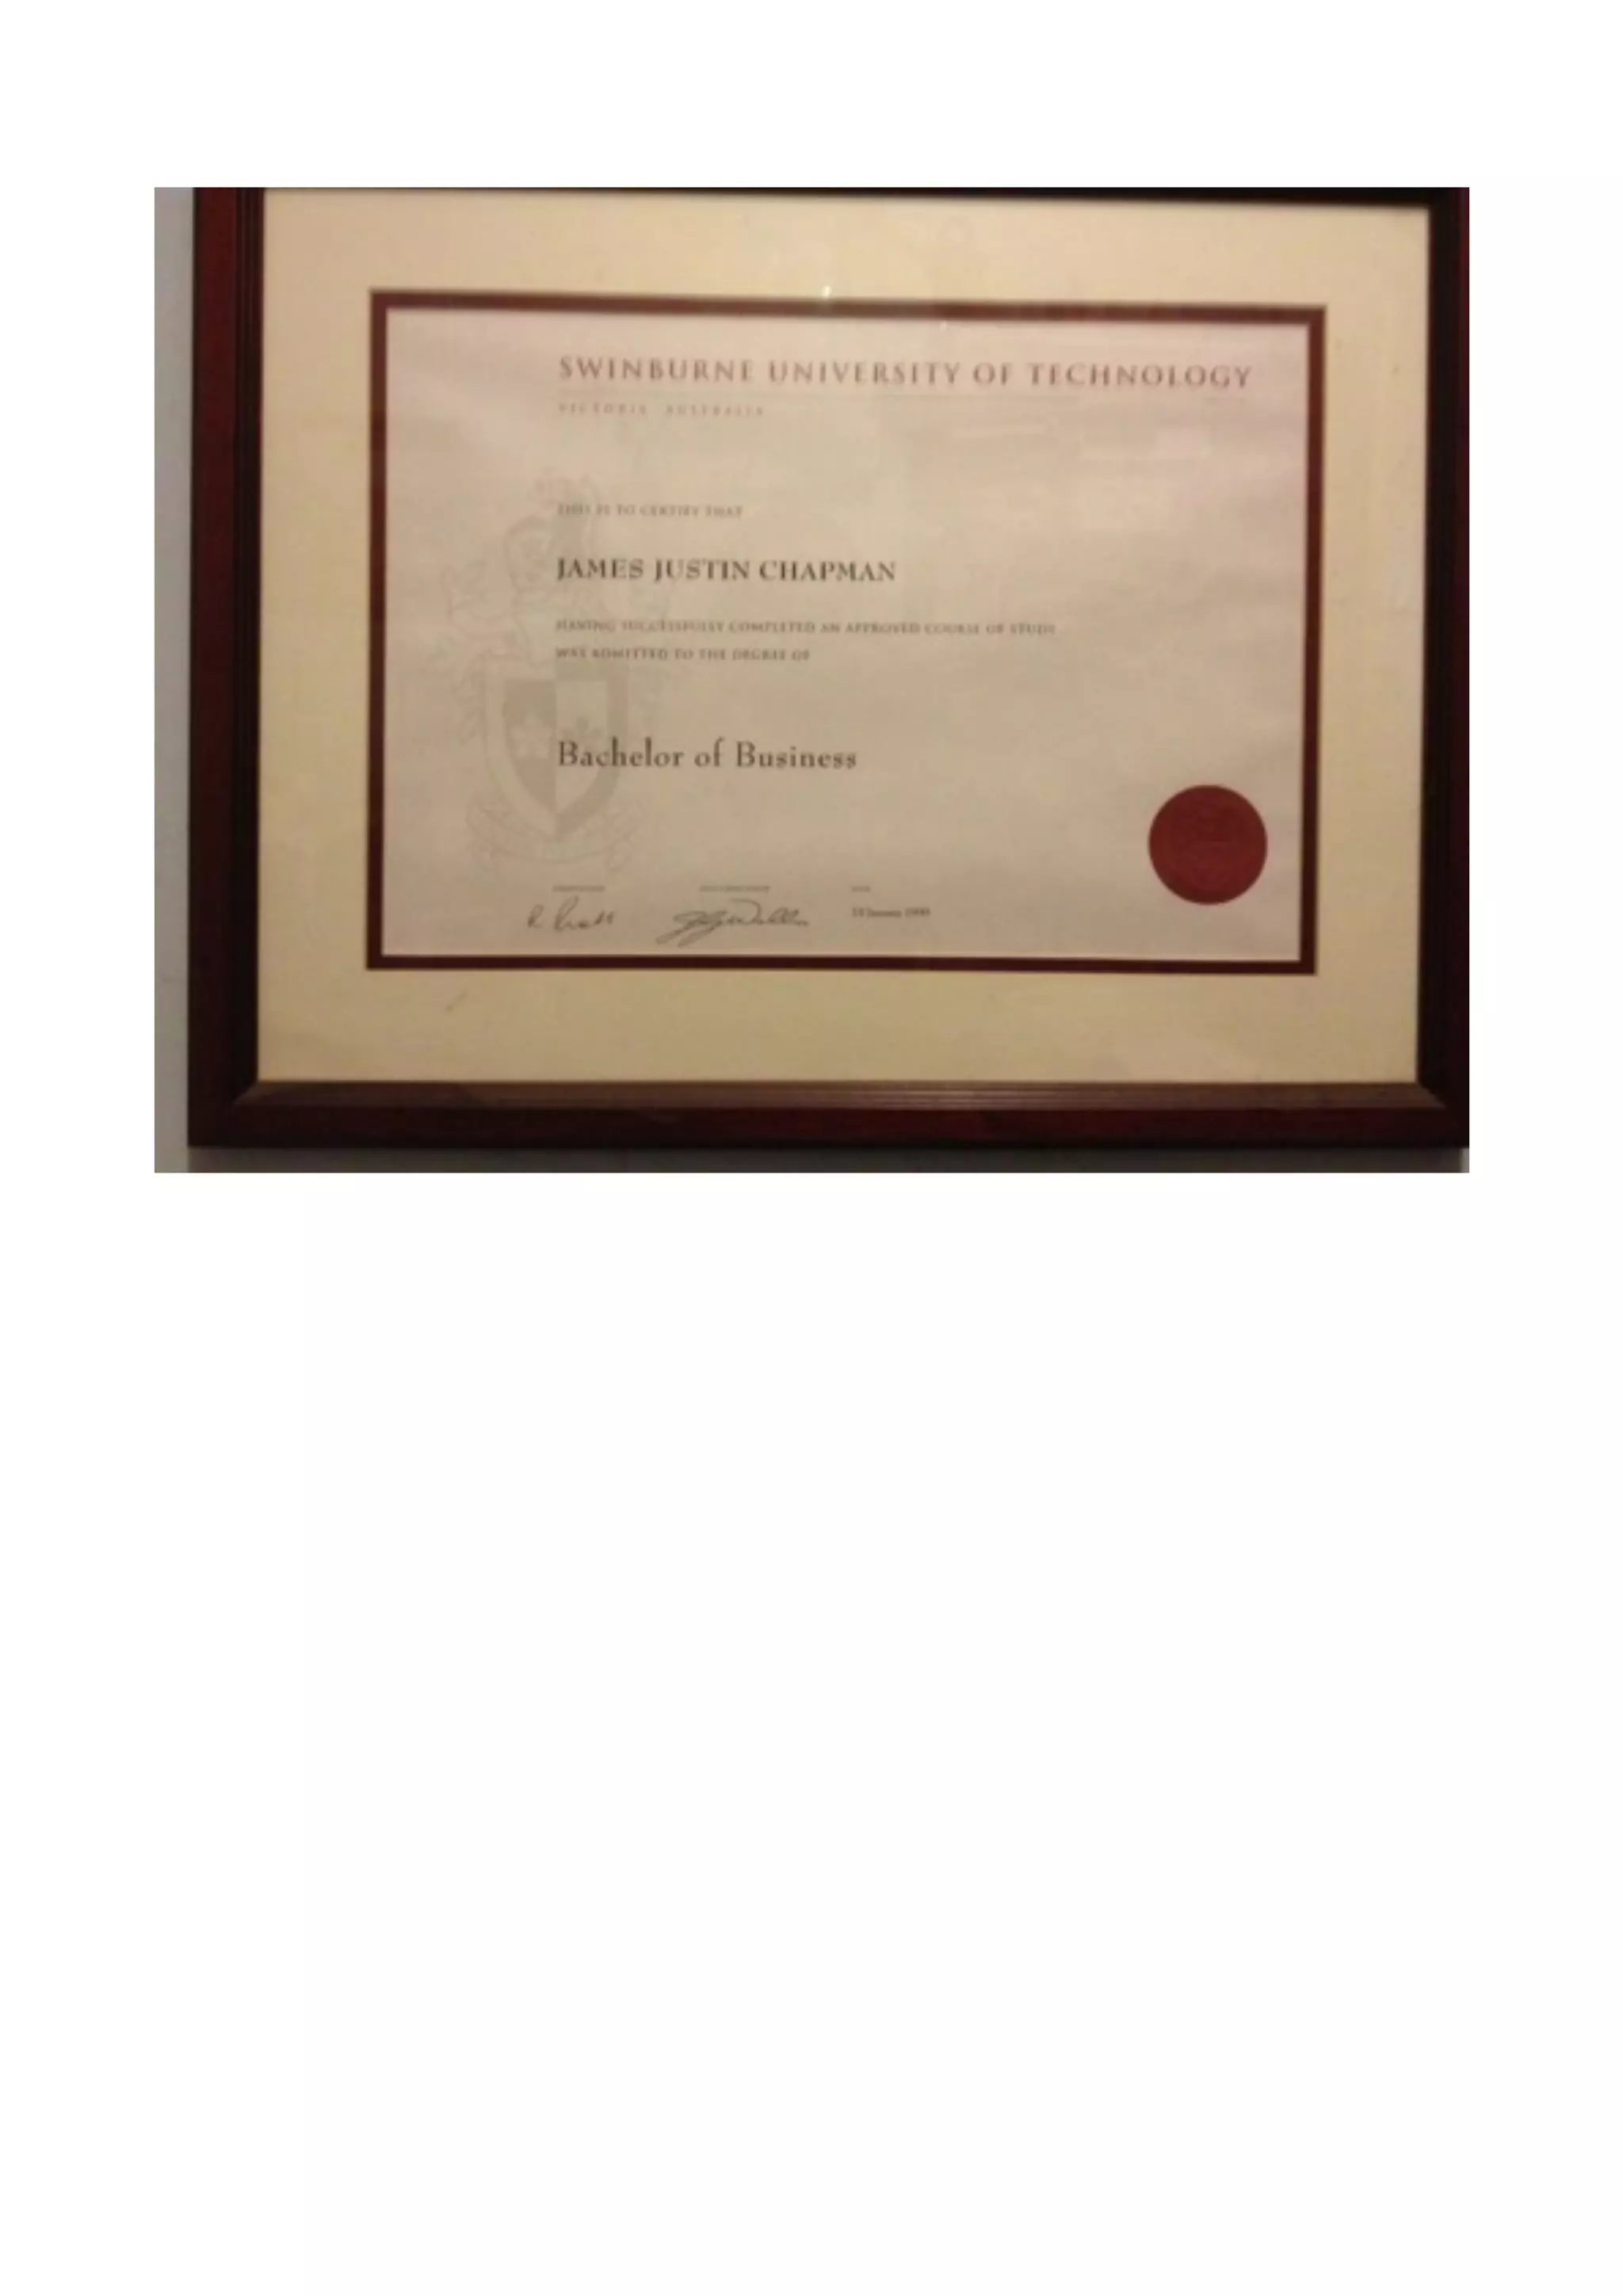 SWINBURNE UNIVERSITY OF TECHNOLOGY
VICTORIA AUSTRALIA
THIS IS TO CERTIFY THAT
JAMES JUSTIN CHAPMAN
HAVING SUCCESSFULLY COMPLETED AN APPROVED COURSE OF STUDY
WAS ADMITTED TO THE DEGREE OF
Bachelor of Business